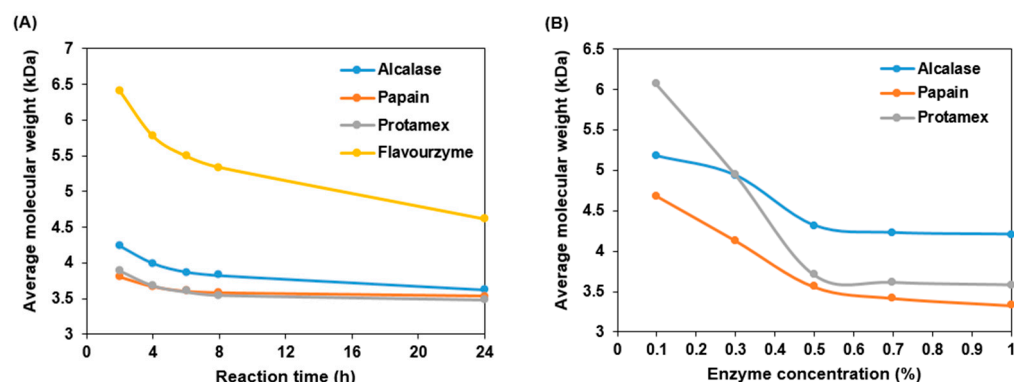 (A)
Average molecular weight (kDa)
7
6.5
6
5.5
5
4.5
4
3.5
3
0 4 8 12 16 20 24
Reaction time (h)
Alcalase
Papain
Protamex
Flavourzyme
(B)
Average molecular weight (kDa)
6.5
6
5.5
5
4.5
4
3.5
3
0 0.1 0.2 0.3 0.4 0.5 0.6 0.7 0.8 0.9 1
Enzyme concentration (%)
Alcalase
Papain
Protamex